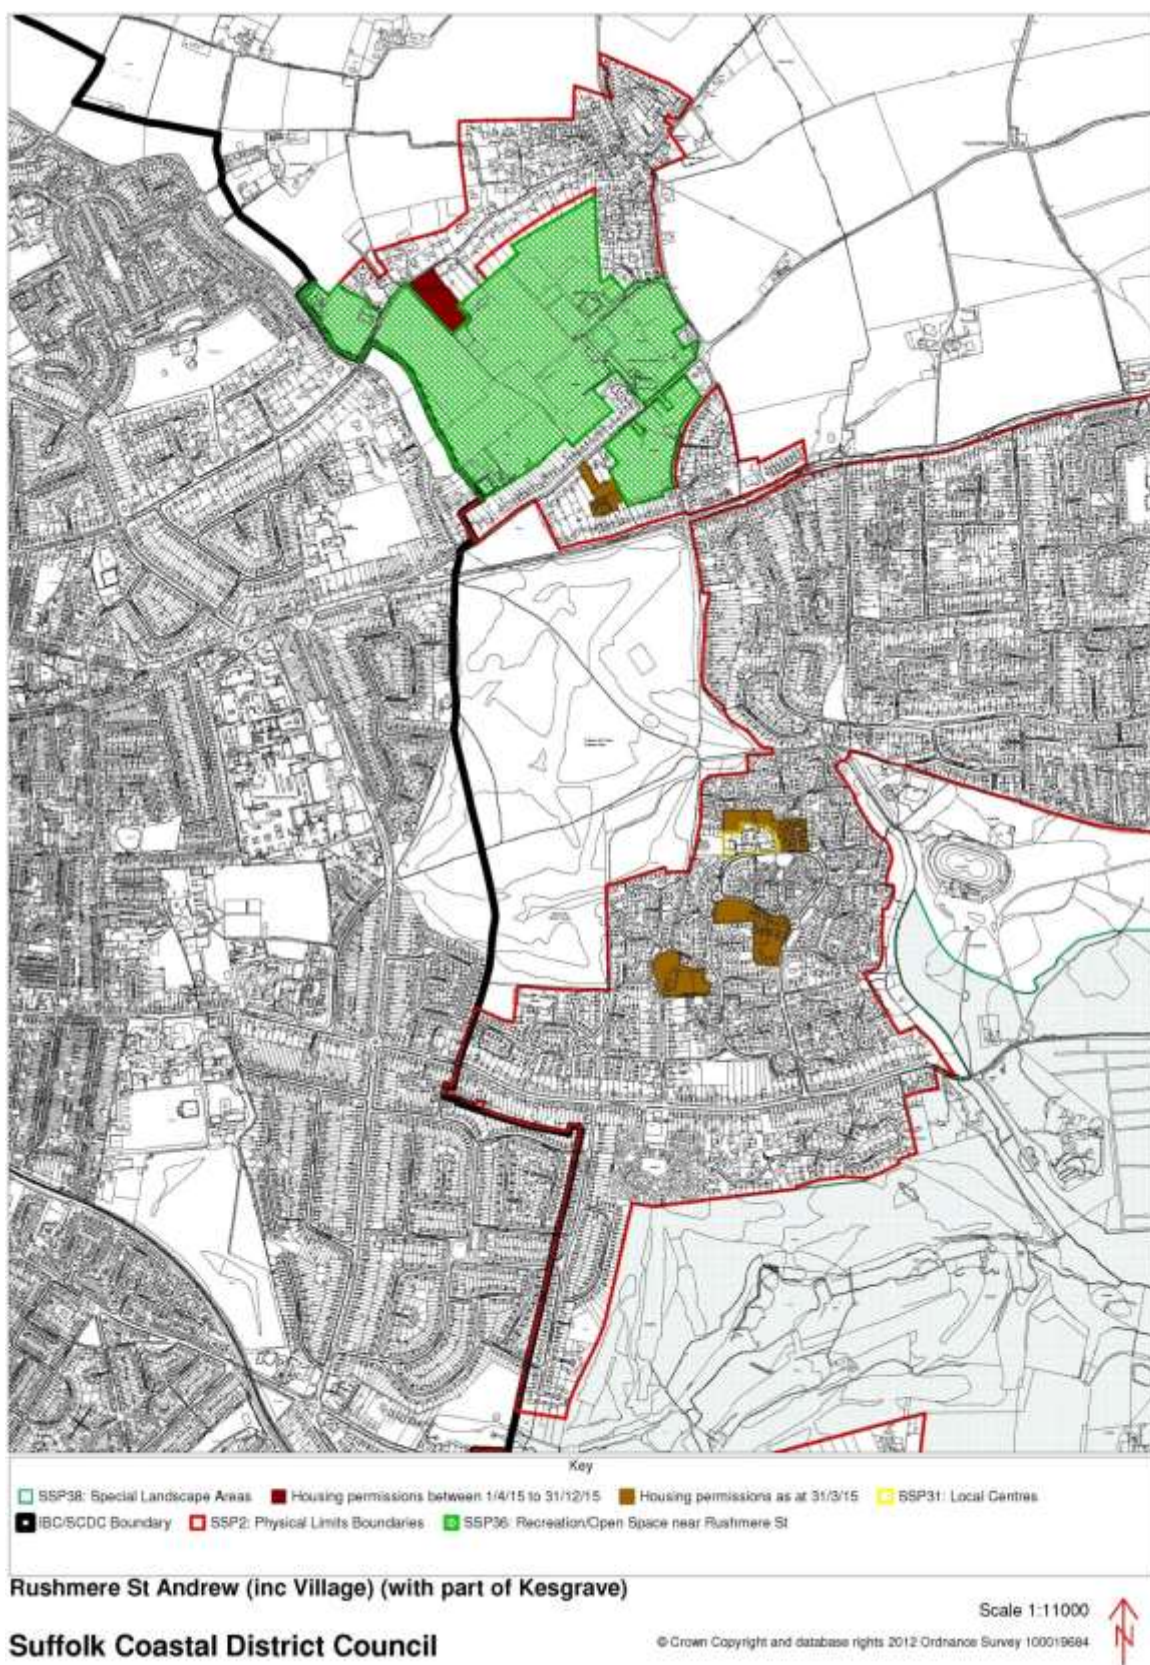 Key
SSP38: Special Landscape Areas Housing permissions between 1/4/15 to 31/12/15 Housing permissions as at 31/3/15 SSP31: Local Centres
IBC/SCDC Boundary SSP2: Physical Limits Boundaries SSP36: Recreation/Open Space near Rushmere St
Rushmere St Andrew (inc Village) (with part of Kesgrave)
Scale 1:11000
N
Suffolk Coastal District Council
© Crown Copyright and database rights 2012 Ordnance Survey 100019684